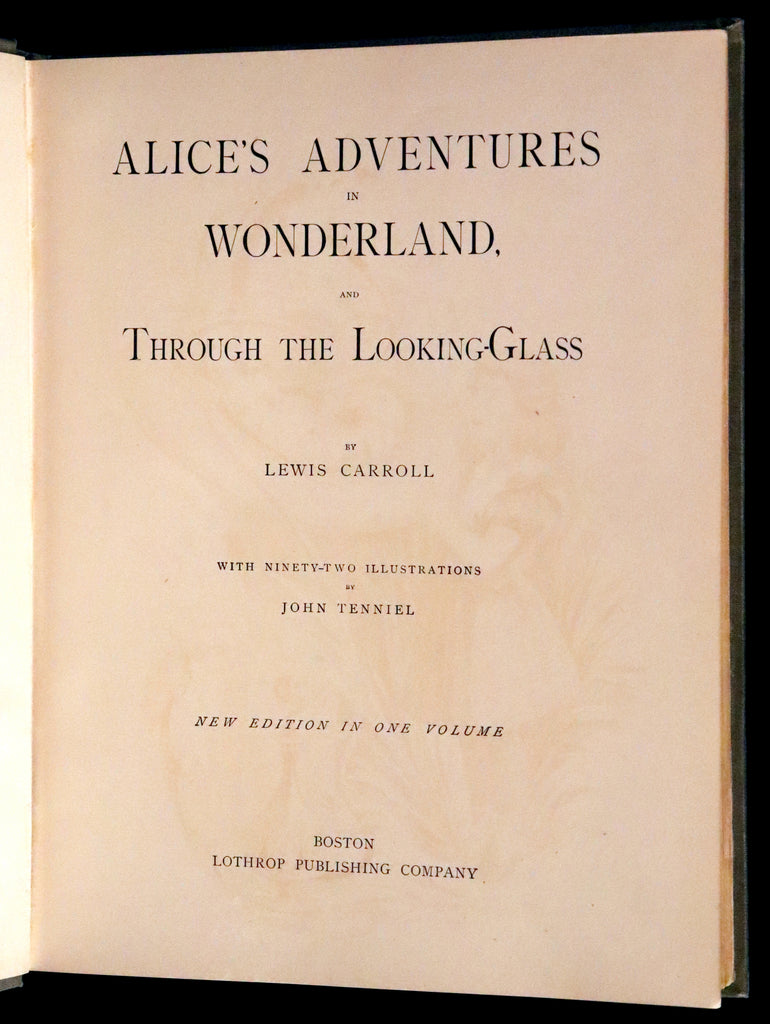 ALICE'S ADVENTURES
IN
WONDERLAND,
AND
THROUGH THE LOOKING-GLASS
BY
LEWIS CARROLL
WITH NINETY-TWO ILLUSTRATIONS
BY
JOHN TENNIEL
NEW EDITION IN ONE VOLUME
BOSTON
LOTHROP PUBLISHING COMPANY